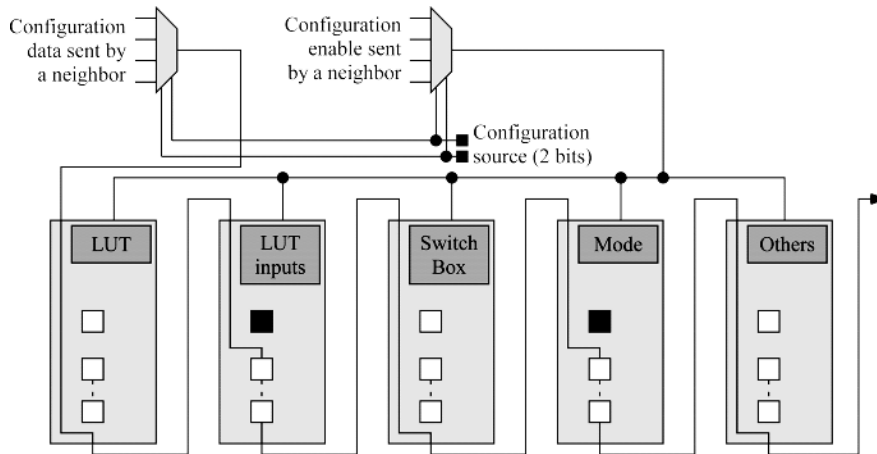 Configuration
data sent by
a neighbor
Configuration
enable sent
by a neighbor
Configuration
source (2 bits)
LUT
LUT
inputs
Switch
Box
Mode
Others